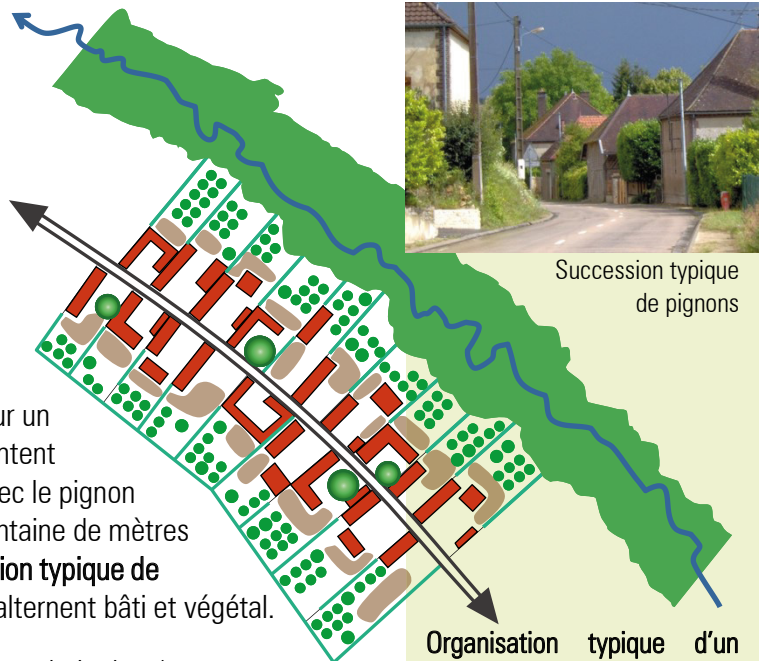 Succession typique
de pignons
ur un
ntent
ec le pignon
ntaine de mètres
ion typique de
alternent bâti et végétal.
Organisation typique d'un